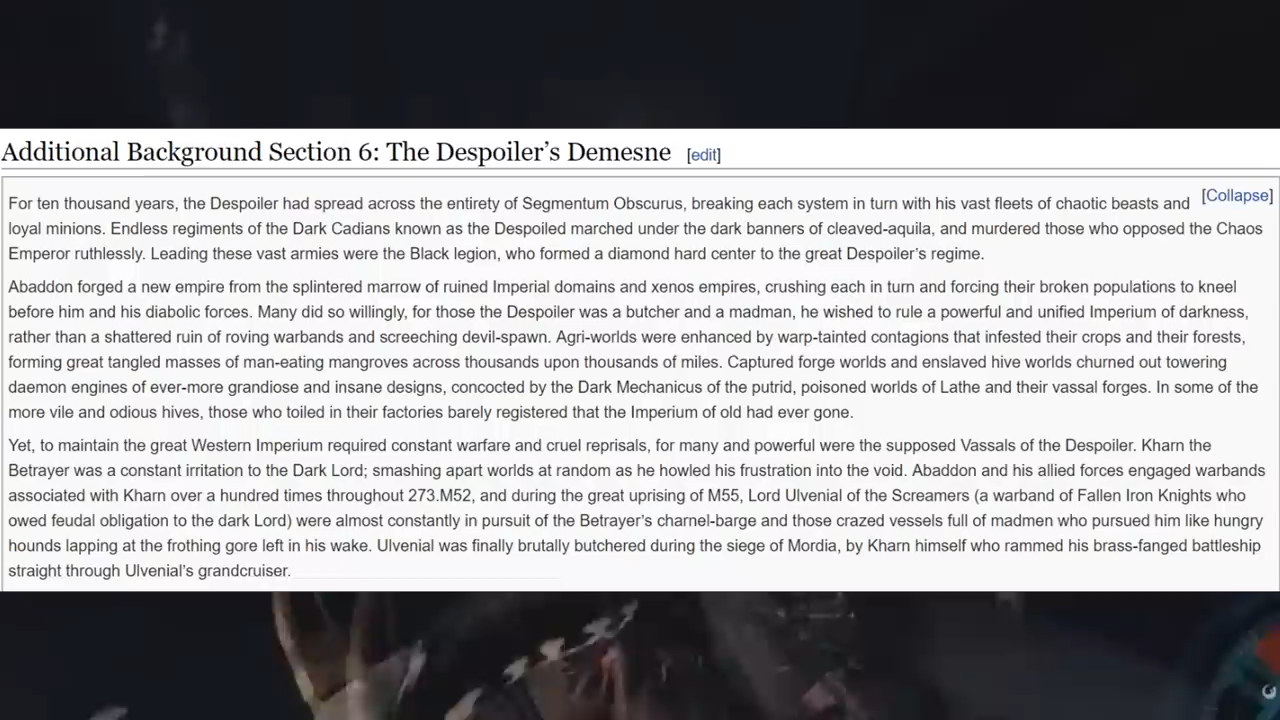 Additional Background Section 6: The Despoiler’s Demesne [edit]
[Collapse]
For ten thousand years, the Despoiler had spread across the entirety of Segmentum Obscurus, breaking each system in turn with his vast fleets of chaotic beasts and
loyal minions. Endless regiments of the Dark Cadians known as the Despoiled marched under the dark banners of cleaved-aquila, and murdered those who opposed the Chaos
Emperor ruthlessly. Leading these vast armies were the Black legion, who formed a diamond hard center to the great Despoiler’s regime.
Abaddon forged a new empire from the splintered marrow of ruined Imperial domains and xenos empires, crushing each in turn and forcing their broken populations to kneel
before him and his diabolic forces. Many did so willingly, for those the Despoiler was a butcher and a madman, he wished to rule a powerful and unified Imperium of darkness,
rather than a shattered ruin of roving warbands and screeching devil-spawn. Agri-worlds were enhanced by warp-tainted contagions that infested their crops and their forests,
forming great tangled masses of man-eating mangroves across thousands upon thousands of miles. Captured forge worlds and enslaved hive worlds churned out towering
daemon engines of ever-more grandiose and insane designs, concocted by the Dark Mechanicus of the putrid, poisoned worlds of Lathe and their vassal forges. In some of the
more vile and odious hives, those who toiled in their factories barely registered that the Imperium of old had ever gone.
Yet, to maintain the great Western Imperium required constant warfare and cruel reprisals, for many and powerful were the supposed Vassals of the Despoiler. Kharn the
Betrayer was a constant irritation to the Dark Lord; smashing apart worlds at random as he howled his frustration into the void. Abaddon and his allied forces engaged warbands
associated with Kharn over a hundred times throughout 273.M52, and during the great uprising of M55, Lord Ulvenial of the Screamers (a warband of Fallen Iron Knights who
owed feudal obligation to the dark Lord) were almost constantly in pursuit of the Betrayer’s charnel-barge and those crazed vessels full of madmen who pursued him like hungry
hounds lapping at the frothing gore left in his wake. Ulvenial was finally brutally butchered during the siege of Mordia, by Kharn himself who rammed his brass-fanged battleship
straight through Ulvenial’s grandcruiser.